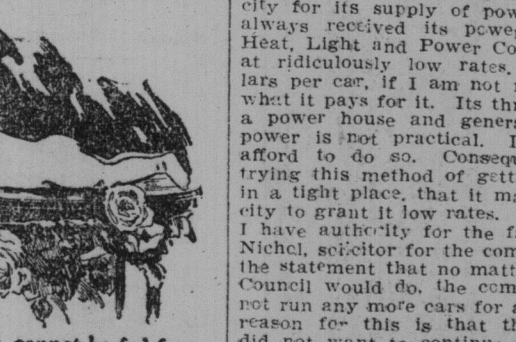 city for its supply of pow
always received its powe
Heat, Light and Power Co
at ridiculously low rates.
lars per car, if I am not
what it pays for it. Its thr
a power house and genera
power is not practical. I
afford to do so. Consequ
trying this method of gett
in a tight place, that it ma
city to grant it low rates.
I have authority for the f
Nichol, solicitor for the com
the statement that no matt
Council would do, the com
not run any more cars for a
reason for this is that th
did not want to continue